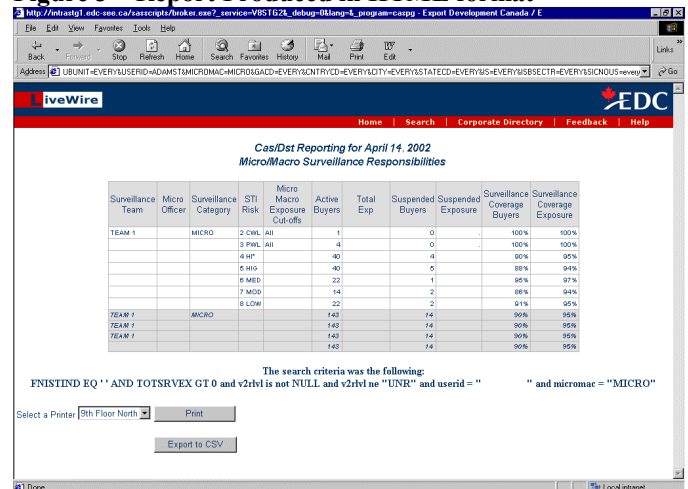 Figure 3 – Report Produced in HTML format
http://intrastg1.edc-see.ca/sasscripts/broker.exe?_service=V8STG2&_debug=0&lang=&_program=caspg - Export Development Canada / E
File Edit View Favorites Tools Help
Back Forward Stop Refresh Home Search Favorites History Mail Print Edit Links
Address UBUNIT=EVERY&USERID=ADAMST&MICROMAC=MICRO&GACD=EVERY&CNTRYCD=EVERY&CITY=EVERY&STATECD=EVERY&IS=EVERY&ISBSECTR=EVERY&SICNOUS=every Go
LiveWire EDC
Home | Search | Corporate Directory | Feedback | Help
Cas/Dst Reporting for April 14, 2002
Micro/Macro Surveillance Responsibilities
Surveillance Team Micro Officer Surveillance Category STI Risk Micro Macro Exposure Cut-offs Active Buyers Total Exp Suspended Buyers Suspended Exposure Surveillance Coverage Buyers Surveillance Coverage Exposure
TEAM 1 MICRO 2 CWL All 1 0 . 100% 100%
3 PWL All 4 0 . 100% 100%
4 HI* 40 4 90% 95%
5 HIG 40 5 88% 94%
6 MED 22 1 95% 97%
7 MOD 14 2 86% 94%
8 LOW 22 2 91% 95%
TEAM 1 MICRO 143 14 90% 95%
TEAM 1 143 14 90% 95%
TEAM 1 143 14 90% 95%
143 14 90% 95%
The search criteria was the following:
FNISTIND EQ ' ' AND TOTSRVEX GT 0 and v2rlvl is not NULL and v2rlvl ne "UNR" and userid = " " and micromac = "MICRO"
Select a Printer 9th Floor North Print
Export to CSV
Done Local intranet